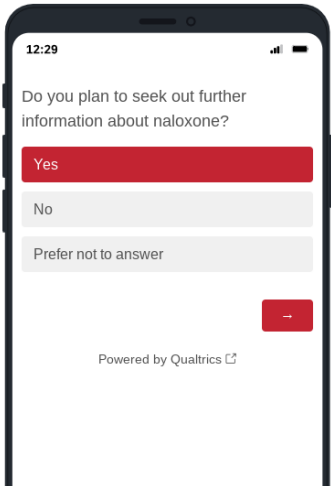 12:29
Do you plan to seek out further
information about naloxone?
Yes
No
Prefer not to answer
→
Powered by Qualtrics